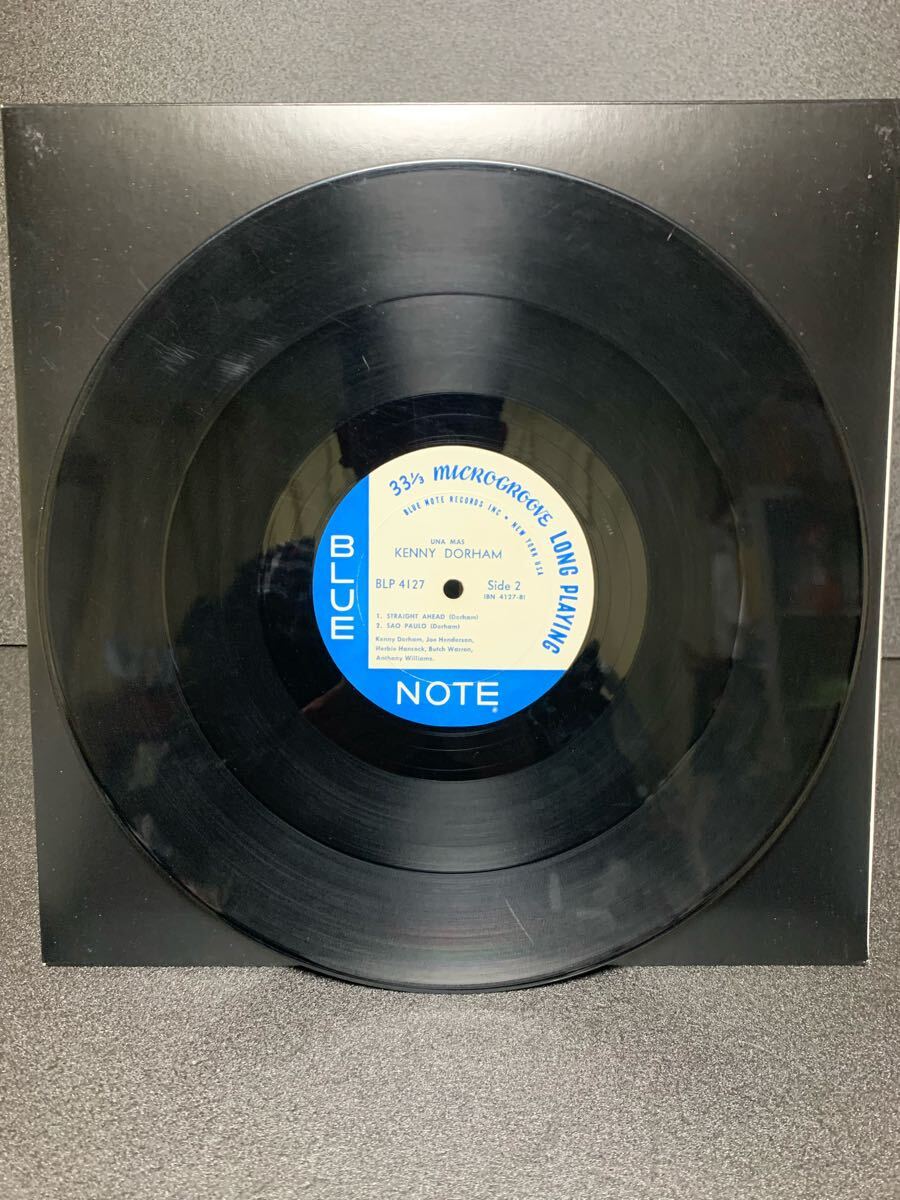 33⅓ MICROGROOVE LONG PLAYING
BLUE NOTE RECORDS INC • NEW YORK USA
UNA MAS
KENNY DORHAM
BLP 4127
Side 2
(BN 4127-B)
1. STRAIGHT AHEAD (Dorham)
2. SAO PAULO (Dorham)
Kenny Dorham, Joe Henderson,
Herbie Hancock, Butch Warren,
Anthony Williams.
BLUE
NOTE®